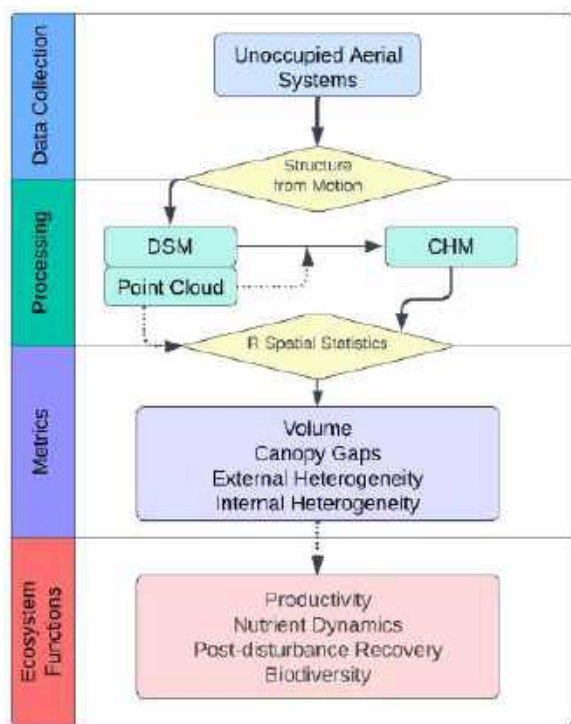 Data Collection
Unoccupied Aerial
Systems
Structure
from Motion
Processing
DSM
CHM
Point Cloud
R Spatial Statistics
Metrics
Volume
Canopy Gaps
External Heterogeneity
Internal Heterogeneity
Ecosystem
Functions
Productivity
Nutrient Dynamics
Post-disturbance Recovery
Biodiversity